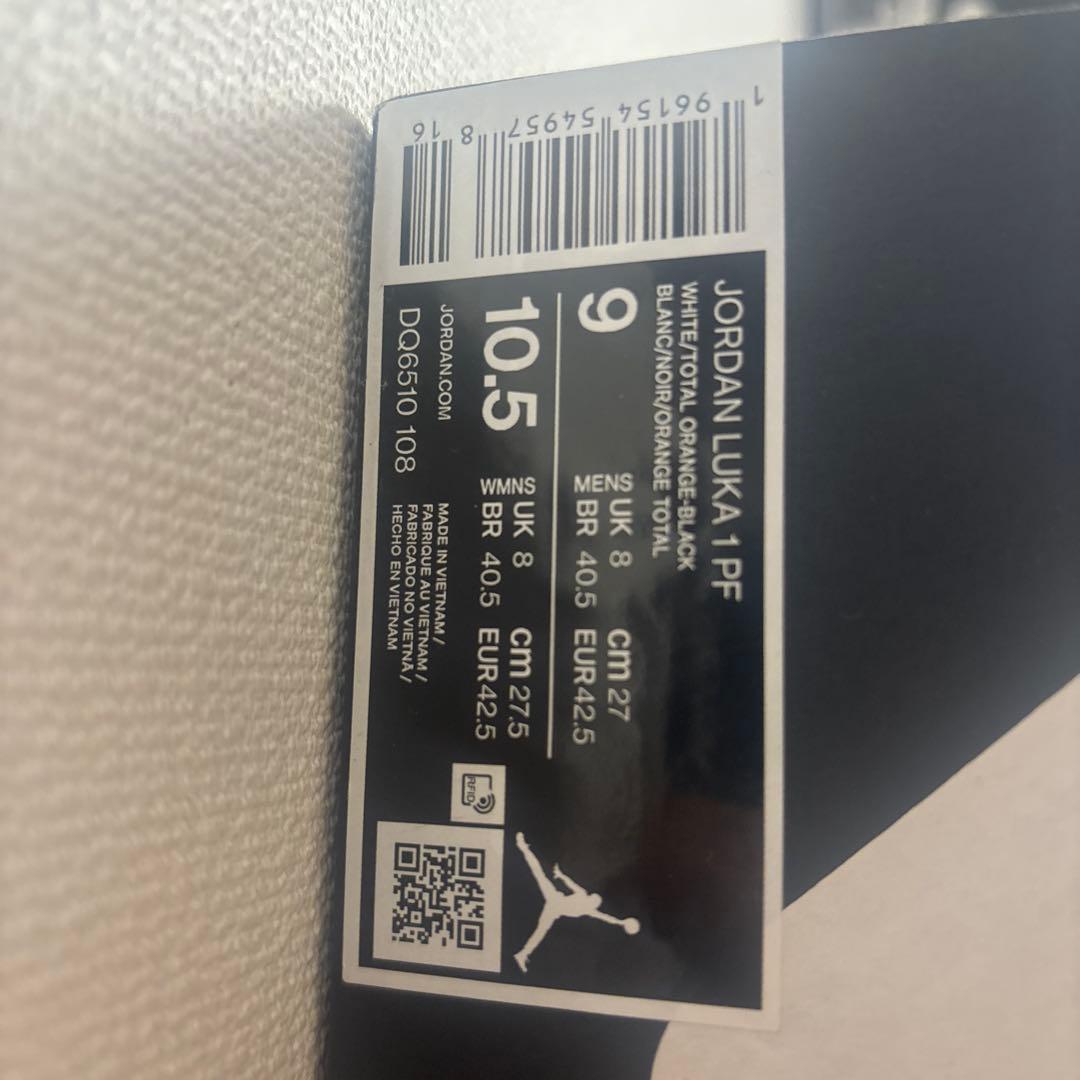 JORDAN LUKA 1 PF
WHITE/TOTAL ORANGE-BLACK
BLANC/NOIR/ORANGE TOTAL
9
MENS UK 8 cm 27
BR 40.5 EUR 42.5
10.5
WMNS UK 8 cm 27.5
BR 40.5 EUR 42.5
JORDAN.COM
DQ6510 108
MADE IN VIETNAM/
FABRIQUE AU VIETNAM/
FABRICADO NO VIETNÃ/
HECHO EN VIETNAM
RFID
1 96154 54957 8 16